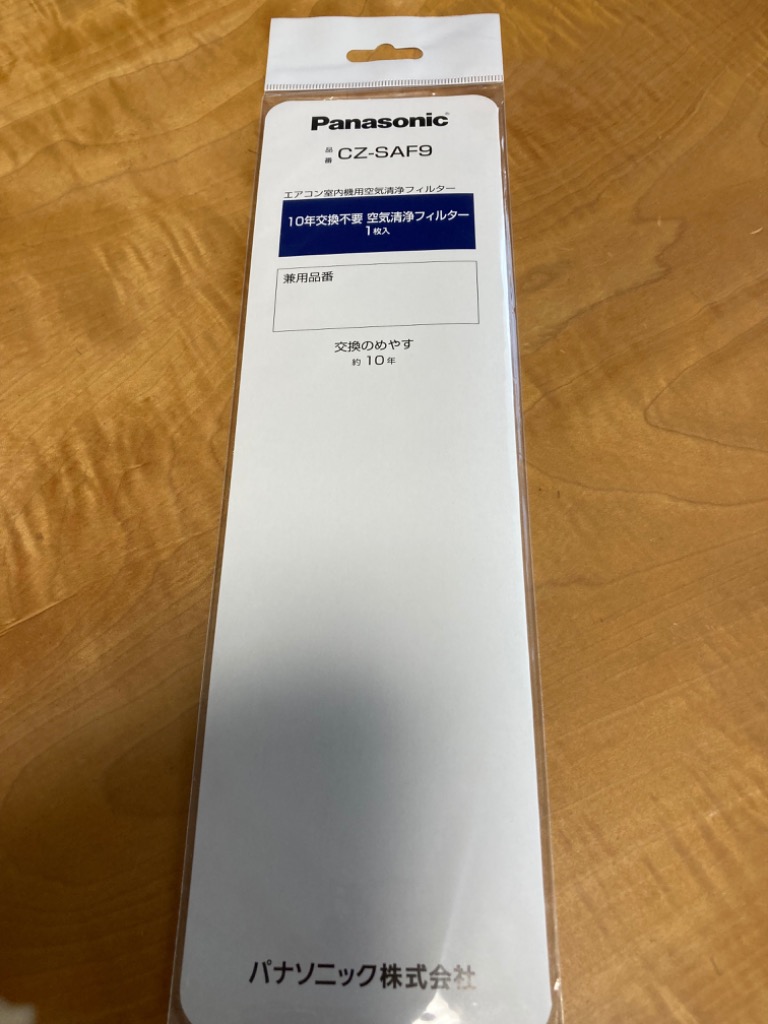 Panasonic
品番 CZ-SAF9
エアコン室内機用空気清浄フィルター
10年交換不要 空気清浄フィルター
1枚入
兼用品番
交換のめやす
約 10 年
パナソニック株式会社